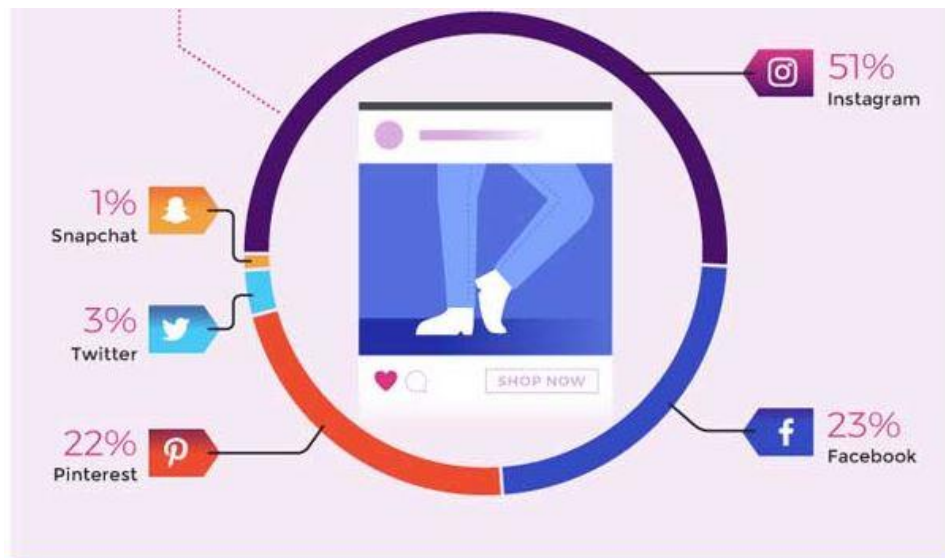 51%
Instagram
1%
Snapchat
3%
Twitter
SHOP NOW
22%
Pinterest
23%
Facebook